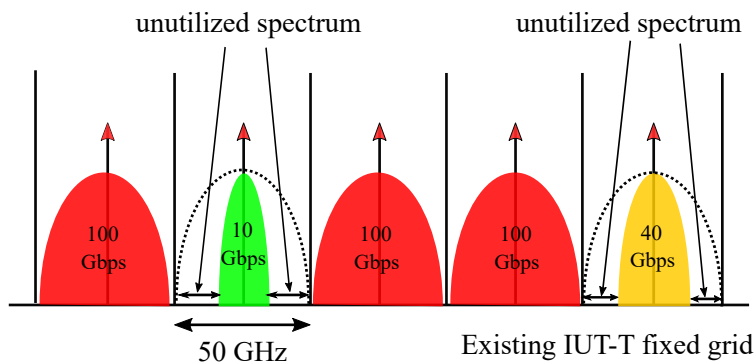 unutilized spectrum
unutilized spectrum
100
Gbps
10
Gbps
100
Gbps
100
Gbps
40
Gbps
50 GHz
Existing IUT-T fixed grid